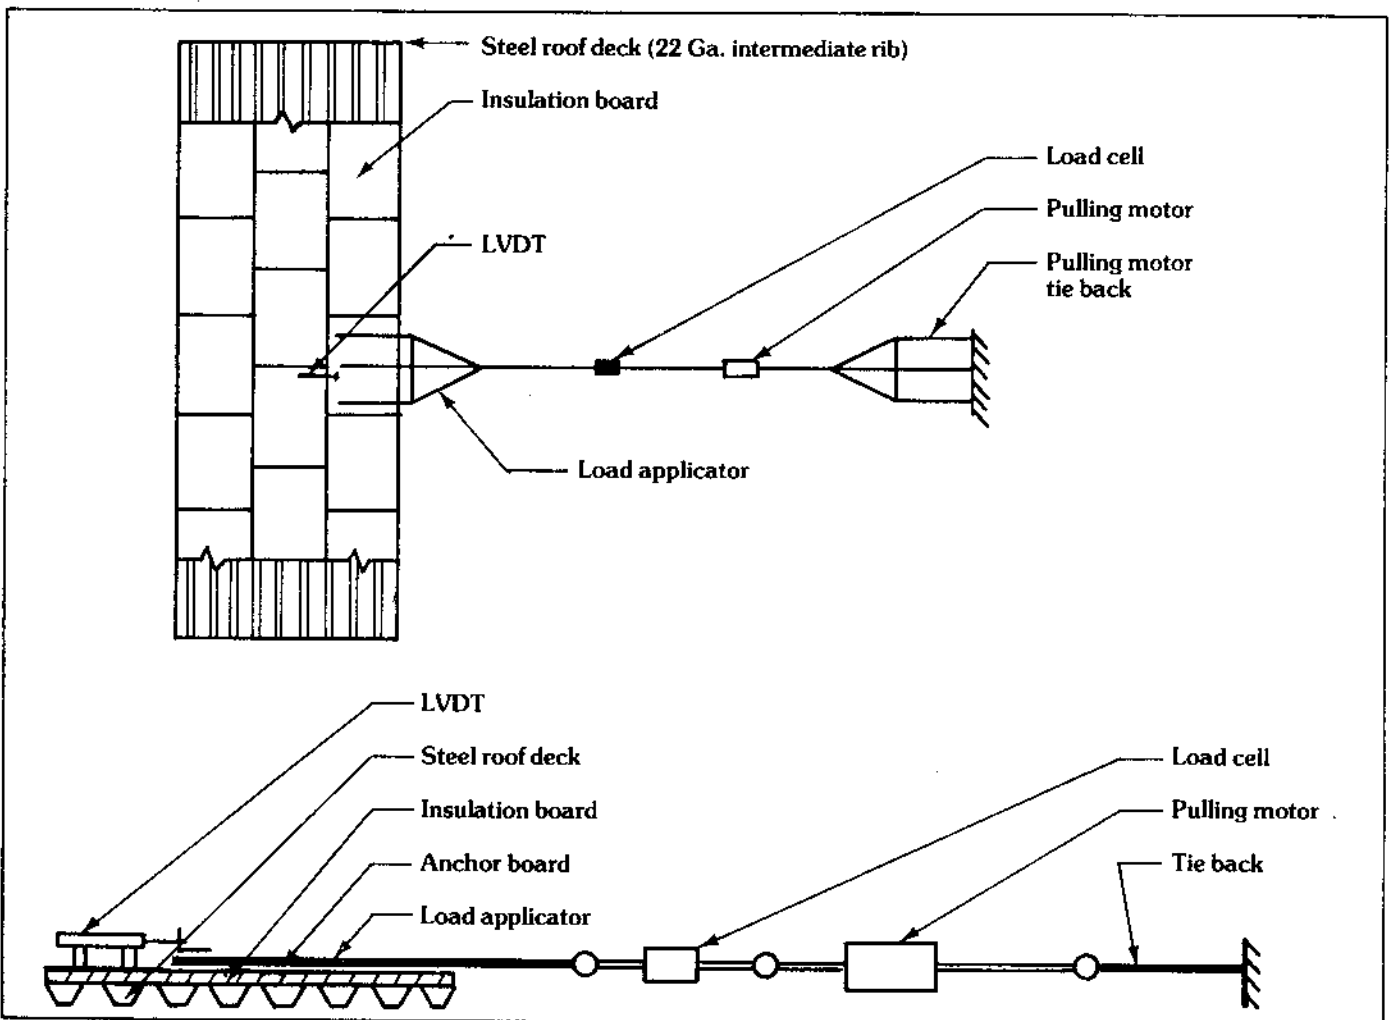 Steel roof deck (22 Ga. intermediate rib)
Insulation board
Load cell
Pulling motor
LVDT
Pulling motor
tie back
Load applicator
LVDT
Steel roof deck
Load cell
Insulation board
Pulling motor
Anchor board
Tie back
Load applicator